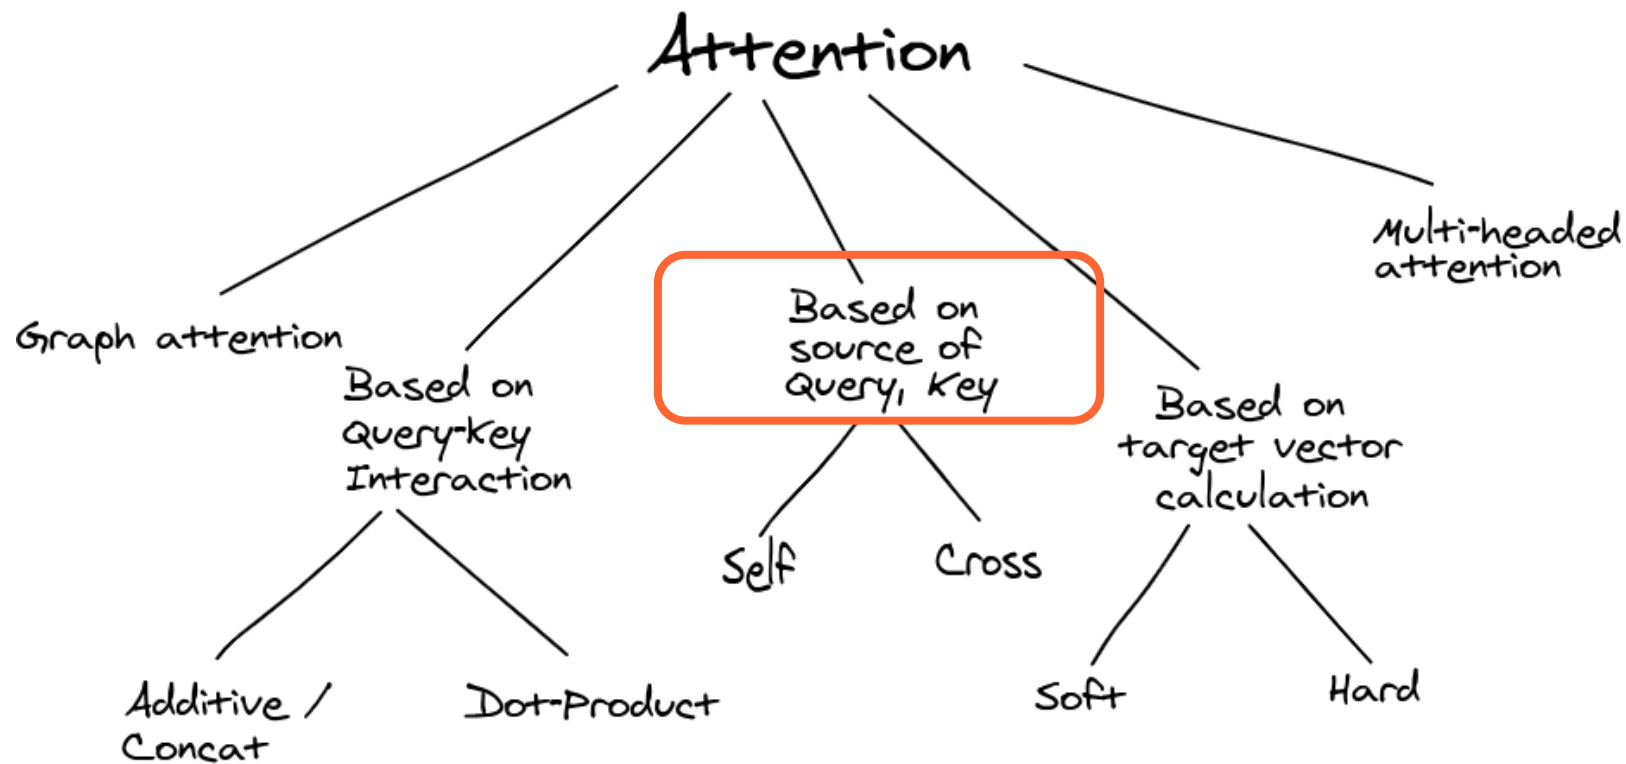 Attention
Multi-headed
attention
Graph attention
Based on
Query-Key
Interaction
Based on
source of
Query, Key
Based on
target vector
calculation
Self
Cross
Additive /
Concat
Dot-Product
Soft
Hard